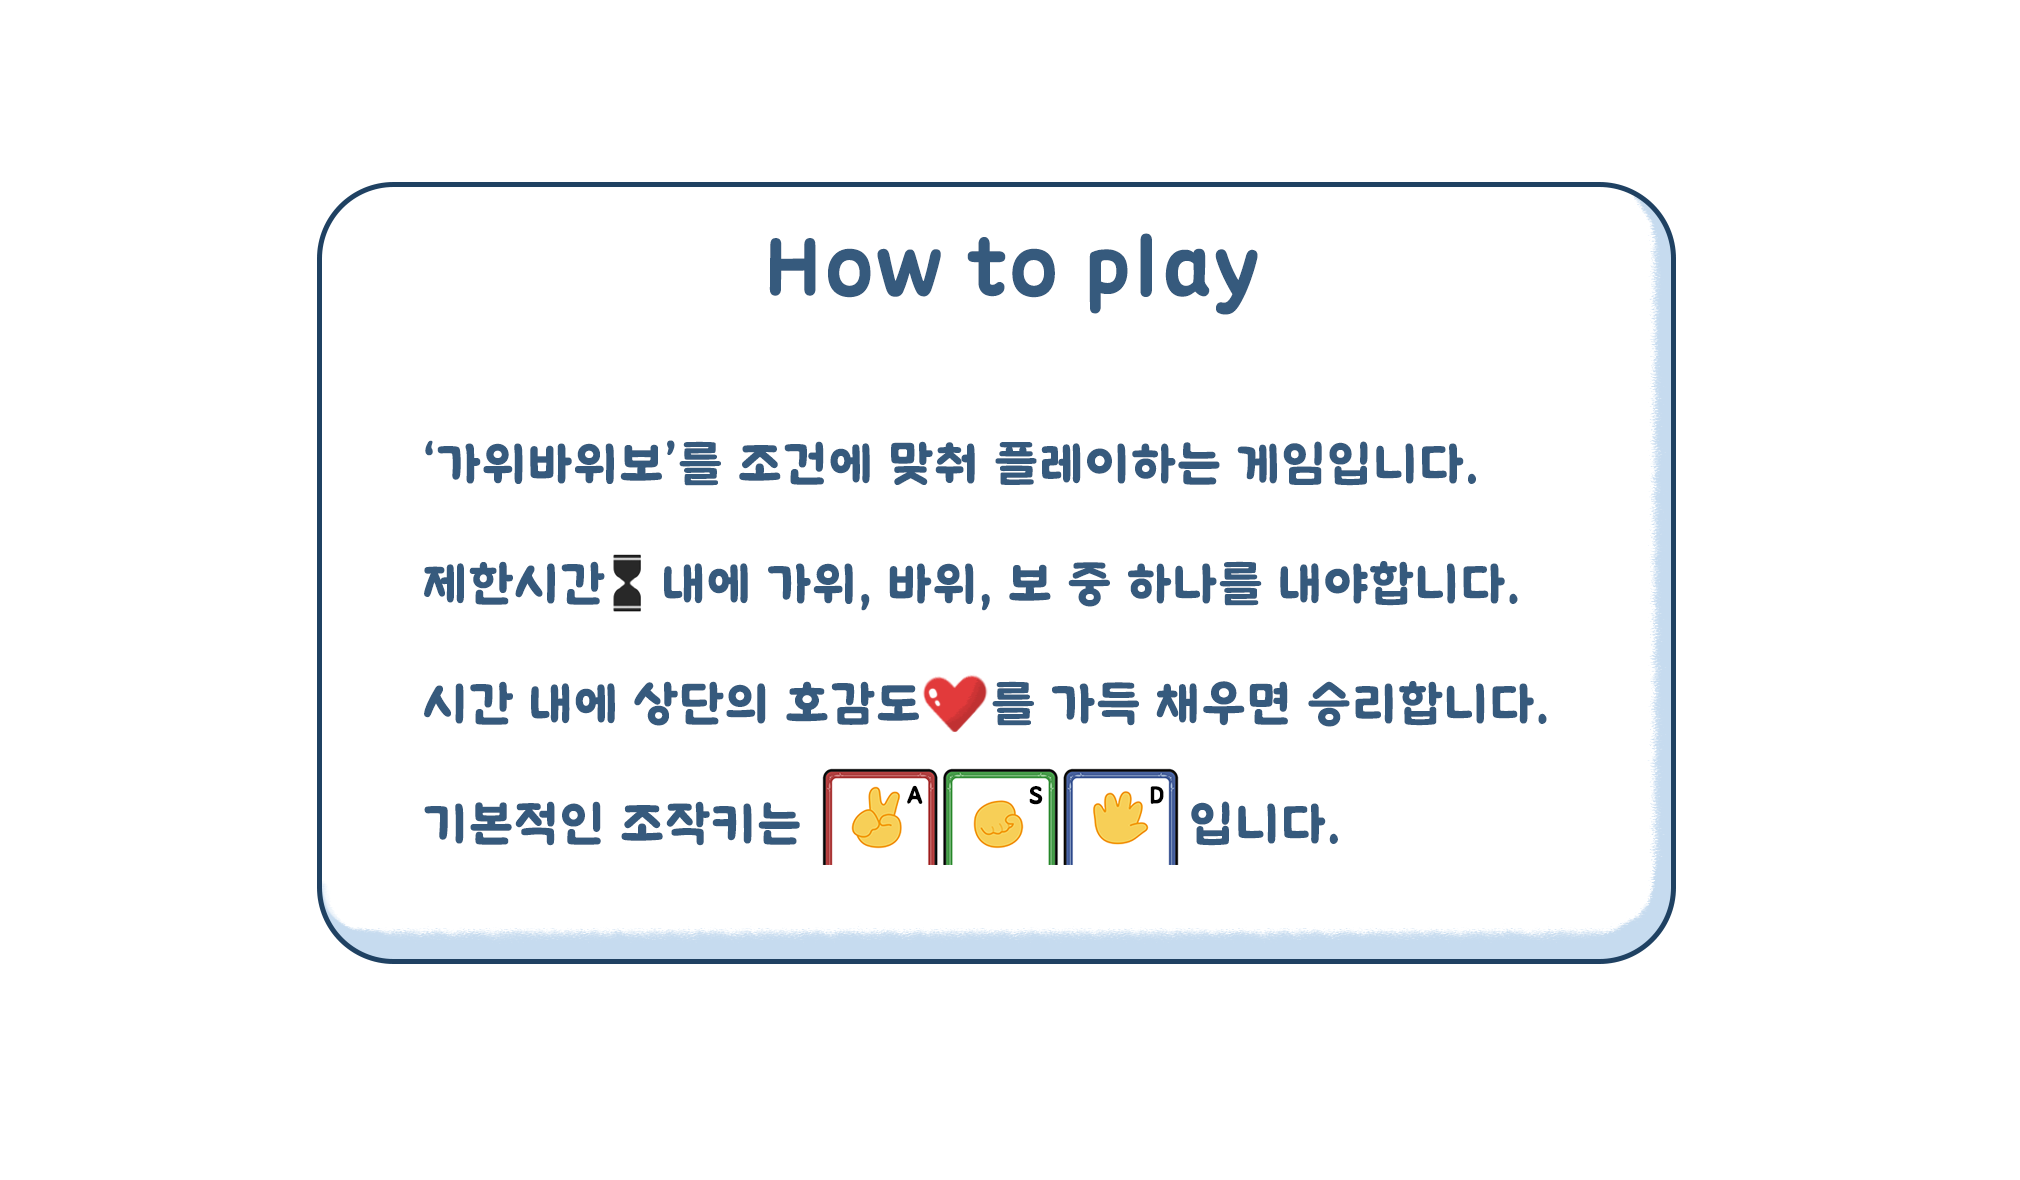 How to play
‘가위바위보’를 조건에 맞춰 플레이하는 게임입니다.
제한시간 내에 가위, 바위, 보 중 하나를 내야합니다.
시간 내에 상단의 호감도를 가득 채우면 승리합니다.
기본적인 조작키는 A S D 입니다.